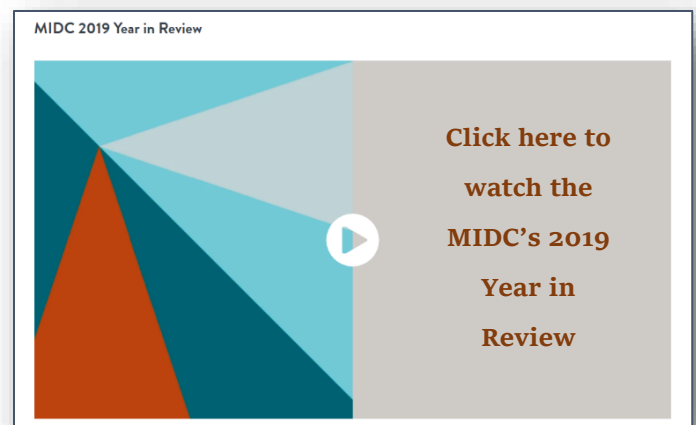 MIDC 2019 Year in Review
Click here to
watch the
MIDC's 2019
Year in
Review